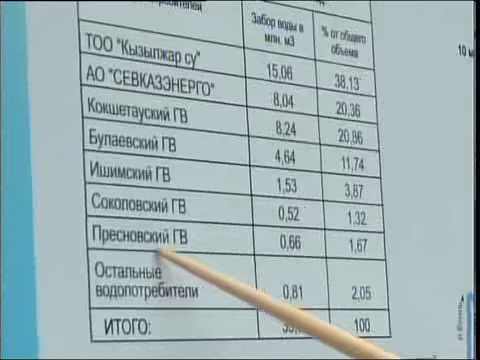 Забор воды в % от общего
млн. м3 объема
ТОО "Кызылжар су" 15,06 38,13
АО "СЕВКАЗЭНЕРГО" 8,04 20,36
Кокшетауский ГВ 8,24 20,86
Булаевский ГВ 4,64 11,74
Ишимский ГВ 1,53 3,87
Соколовский ГВ 0,52 1,32
Пресновский ГВ 0,66 1,67
Остальные
водопотребители 0,81 2,05
ИТОГО: 100
10